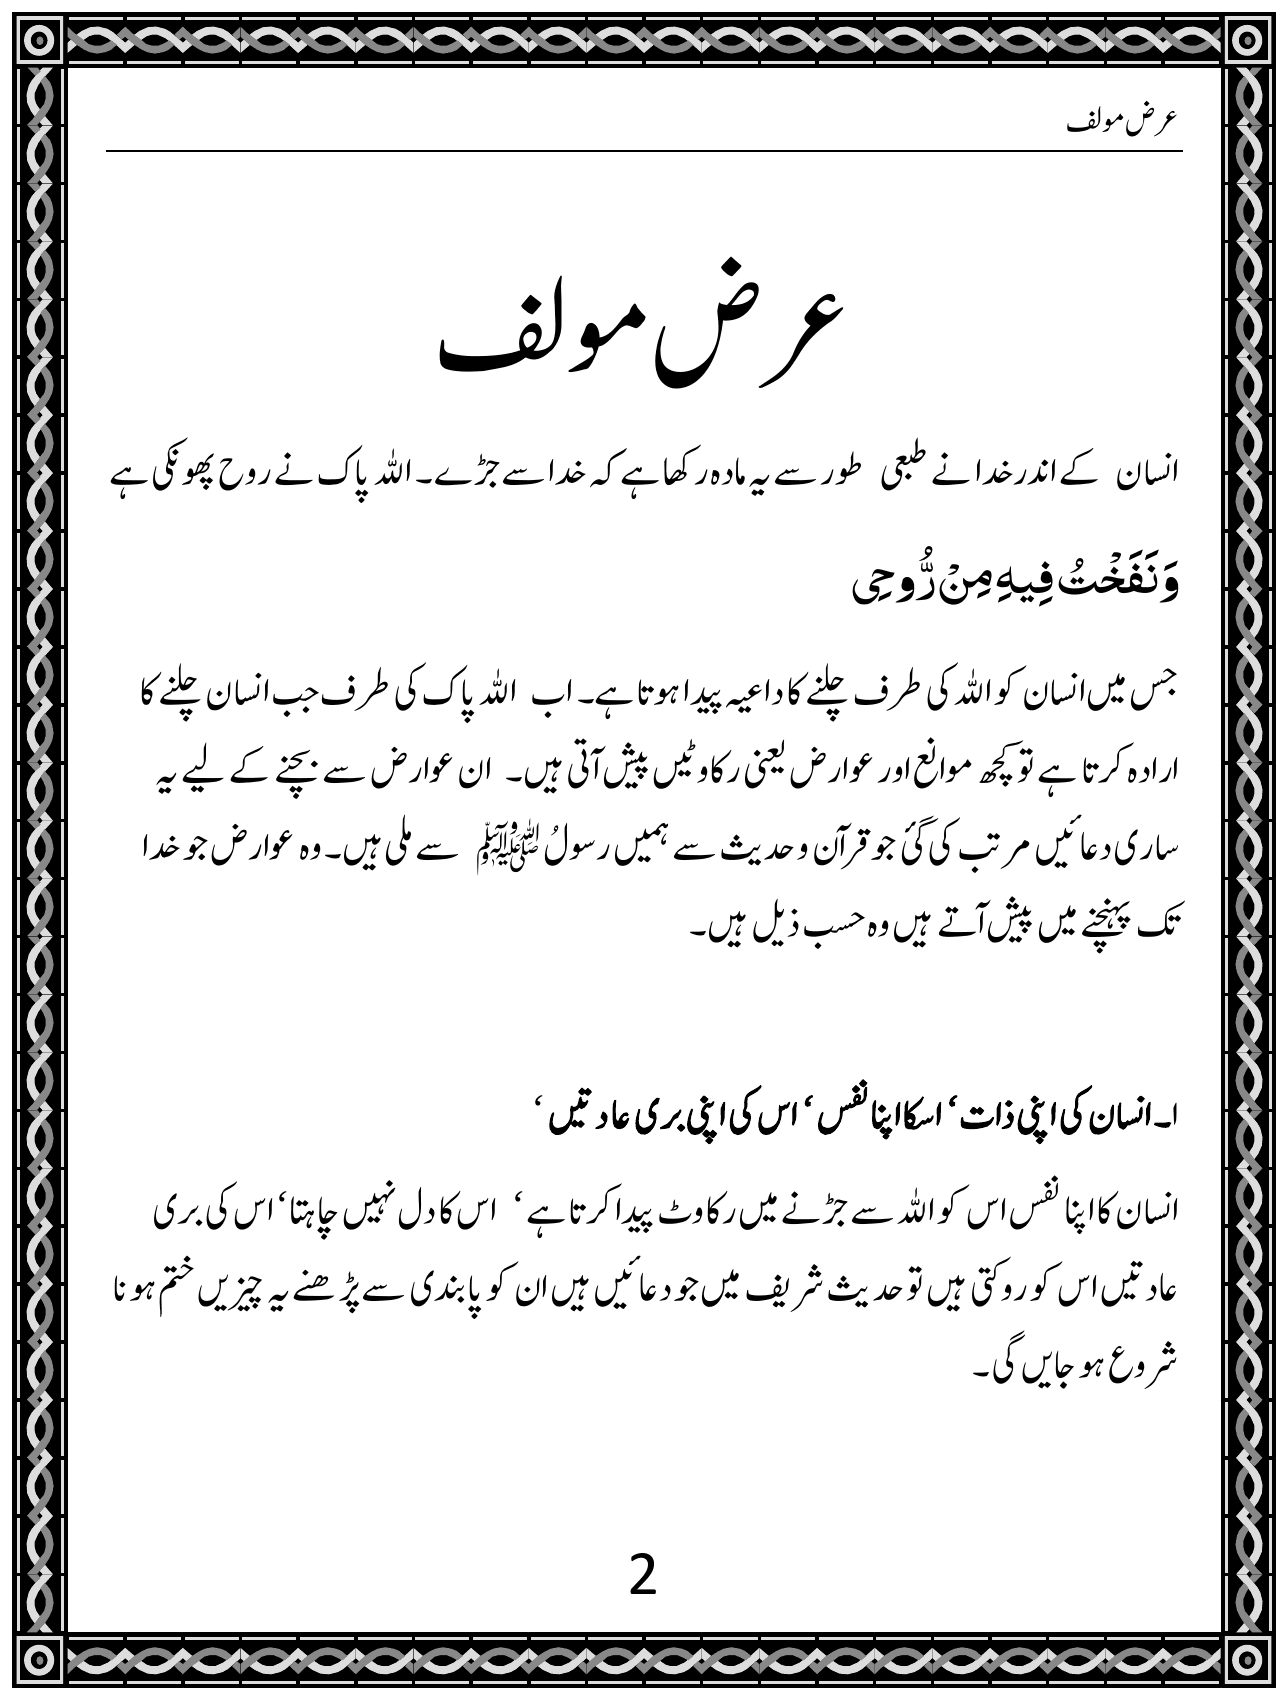 عرض مولف
عرض مولف
انسان کے اندر خدا نے طبعی طور سے یہ مادہ رکھا ہے کہ خدا سے جڑے۔ اللہ پاک نے روح پھونکی ہے
وَنَفَخْتُ فِیهِ مِنْ رُّوحِی
جس میں انسان کو اللہ کی طرف چلنے کا داعیہ پیدا ہوتا ہے۔ اب اللہ پاک کی طرف جب انسان چلنے کا
ارادہ کرتا ہے تو کچھ موانع اور عوارض یعنی رکاوٹیں پیش آتی ہیں۔ ان عوارض سے بچنے کے لیے یہ
ساری دعائیں مرتب کی گئ جو قرآن و حدیث سے ہمیں رسولُ ﷺ سے ملی ہیں۔ وہ عوارض جو خدا
تک پہنچنے میں پیش آتے ہیں وہ حسب ذیل ہیں۔
ا۔ انسان کی اپنی ذات‘ اسکا اپنا نفس‘ اس کی اپنی بری عادتیں‘
انسان کا اپنا نفس اس کو اللہ سے جڑنے میں رکاوٹ پیدا کرتا ہے‘ اس کا دل نہیں چاہتا‘ اس کی بری
عادتیں اس کو روکتی ہیں تو حدیث شریف میں جو دعائیں ہیں ان کو پابندی سے پڑھنے یہ چیزیں ختم ہونا
شروع ہو جایں گی۔
2